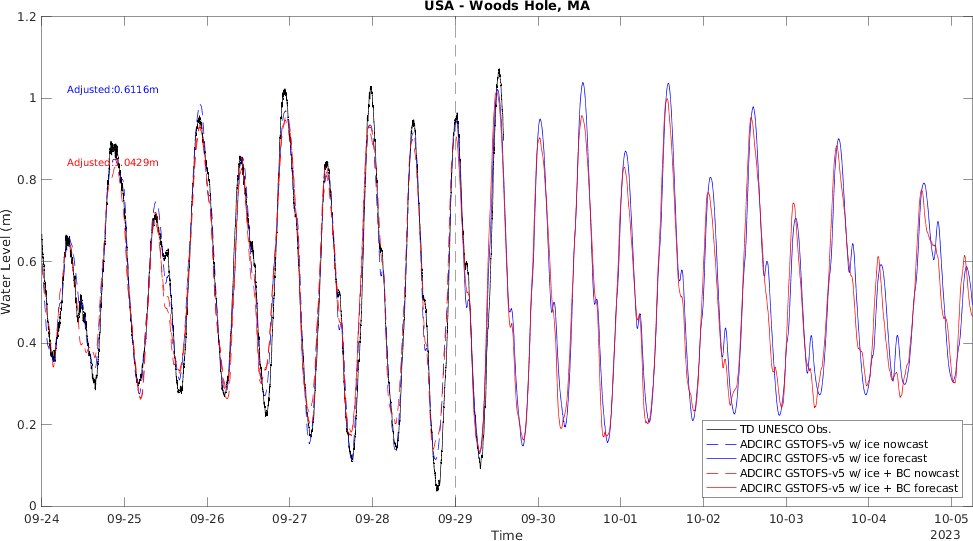 USA - Woods Hole, MA
1.2
1
0.8
0.6
0.4
0.2
0
Water Level (m)
Adjusted:0.6116m
Adjusted: .0429m
09-24 09-25 09-26 09-27 09-28 09-29 09-30 10-01 10-02 10-03 10-04 10-05
2023
Time
TD UNESCO Obs.
ADCIRC GSTOFS-v5 w/ ice nowcast
ADCIRC GSTOFS-v5 w/ ice forecast
ADCIRC GSTOFS-v5 w/ ice + BC nowcast
ADCIRC GSTOFS-v5 w/ ice + BC forecast